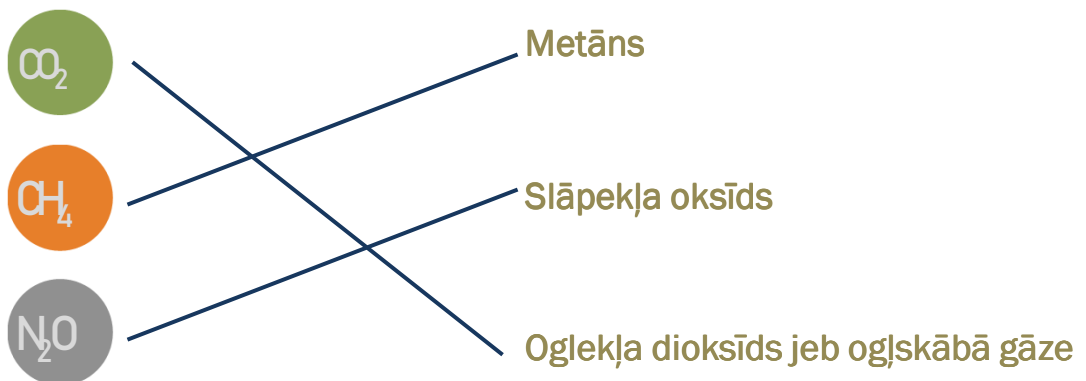 CO₂
Metāns
CH₄
Slāpekļa oksīds
N₂O
Oglekļa dioksīds jeb ogļskābā gāze